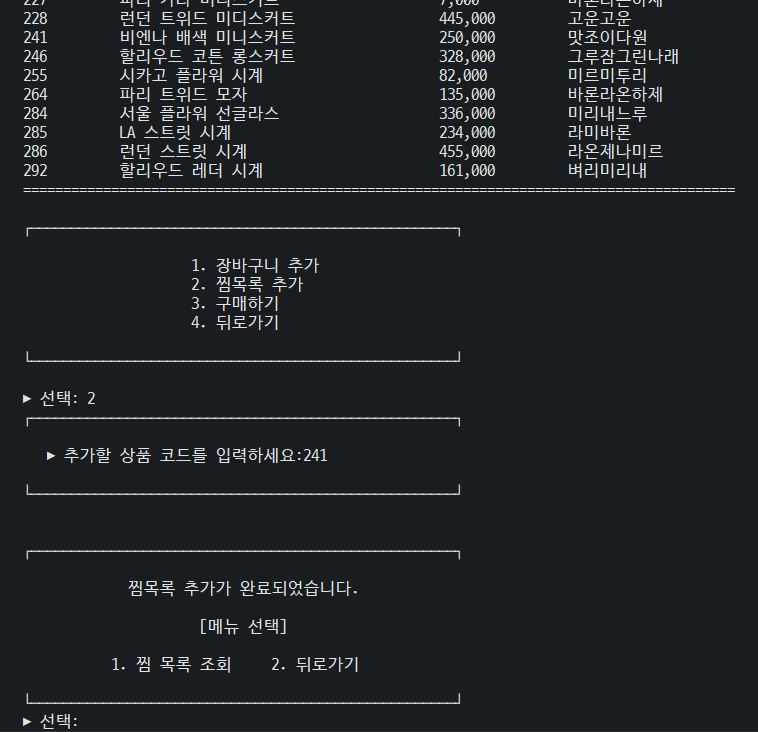 228 런던 트위드 미디스커트 445,000 고운고운
241 비엔나 배색 미니스커트 250,000 맛조이다원
246 할리우드 코튼 롱스커트 328,000 그루잠그린나래
255 시카고 플라워 시계 82,000 미르미투리
264 파리 트위드 모자 135,000 바론라온하제
284 서울 플라워 선글라스 336,000 미리내느루
285 LA 스트릿 시계 234,000 라미바론
286 런던 스트릿 시계 455,000 라온제나미르
292 할리우드 레더 시계 161,000 벼리미리내
1. 장바구니 추가
2. 찜목록 추가
3. 구매하기
4. 뒤로가기
▶ 선택: 2
▶ 추가할 상품 코드를 입력하세요:241
찜목록 추가가 완료되었습니다.
[메뉴 선택]
1. 찜 목록 조회 2. 뒤로가기
▶ 선택: